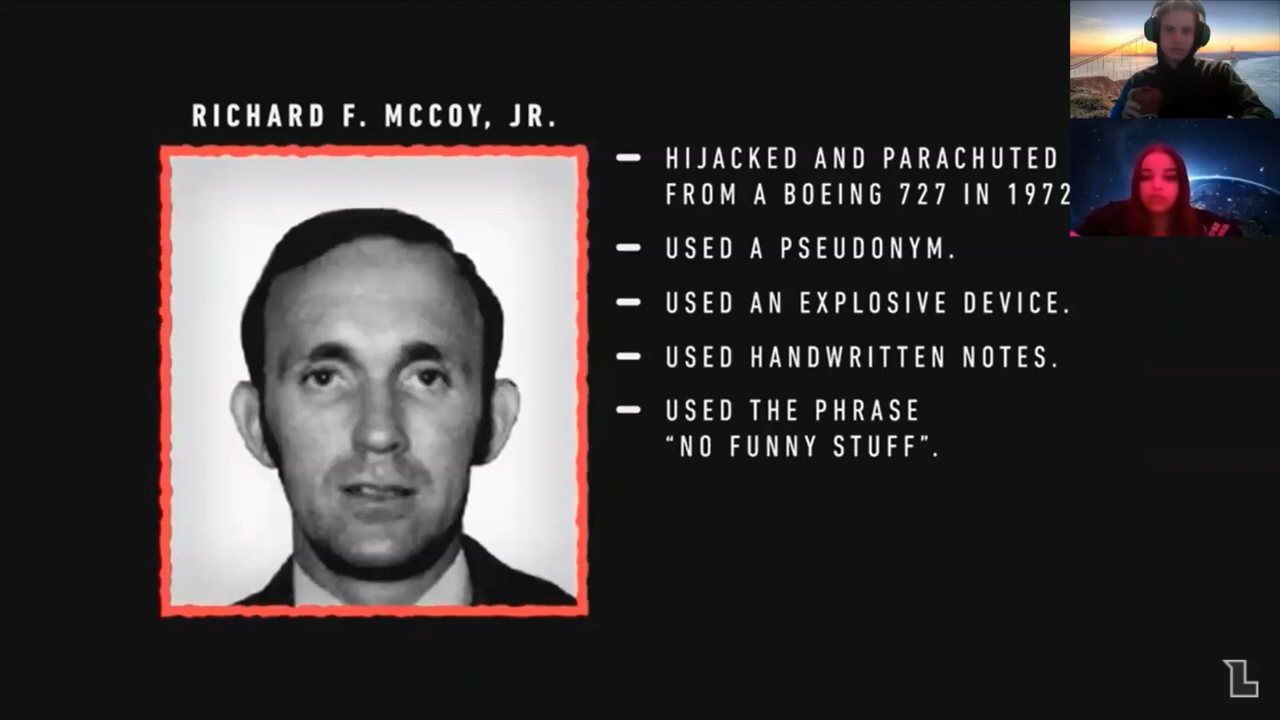 RICHARD F. MCCOY, JR.
— HIJACKED AND PARACHUTED
FROM A BOEING 727 IN 1972
— USED A PSEUDONYM.
— USED AN EXPLOSIVE DEVICE.
— USED HANDWRITTEN NOTES.
— USED THE PHRASE
“NO FUNNY STUFF”.
L